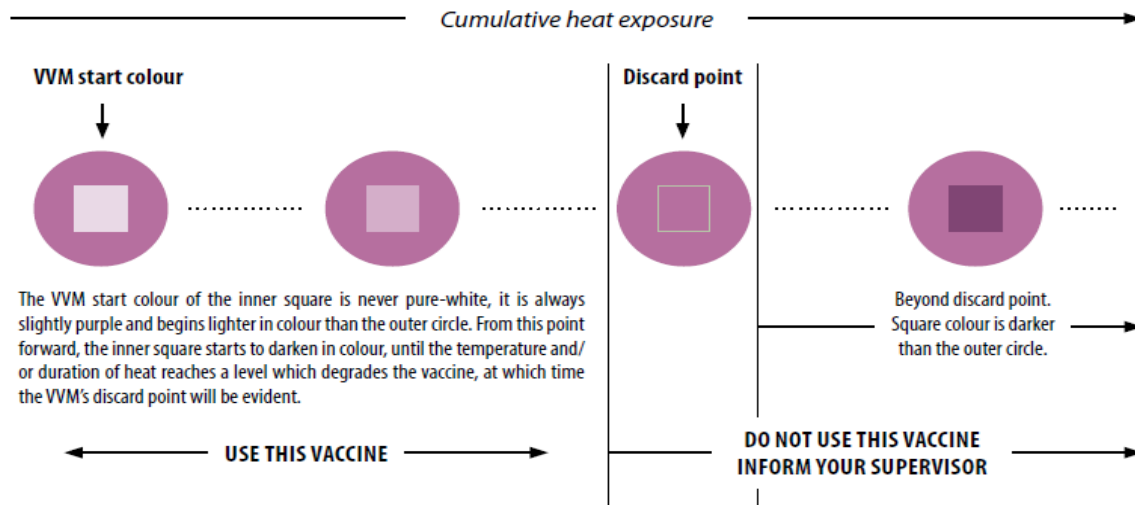 Cumulative heat exposure
VVM start colour
Discard point
The VVM start colour of the inner square is never pure-white, it is always
slightly purple and begins lighter in colour than the outer circle. From this point
forward, the inner square starts to darken in colour, until the temperature and/
or duration of heat reaches a level which degrades the vaccine, at which time
the VVM's discard point will be evident.
Beyond discard point.
Square colour is darker
than the outer circle.
USE THIS VACCINE
DO NOT USE THIS VACCINE
INFORM YOUR SUPERVISOR